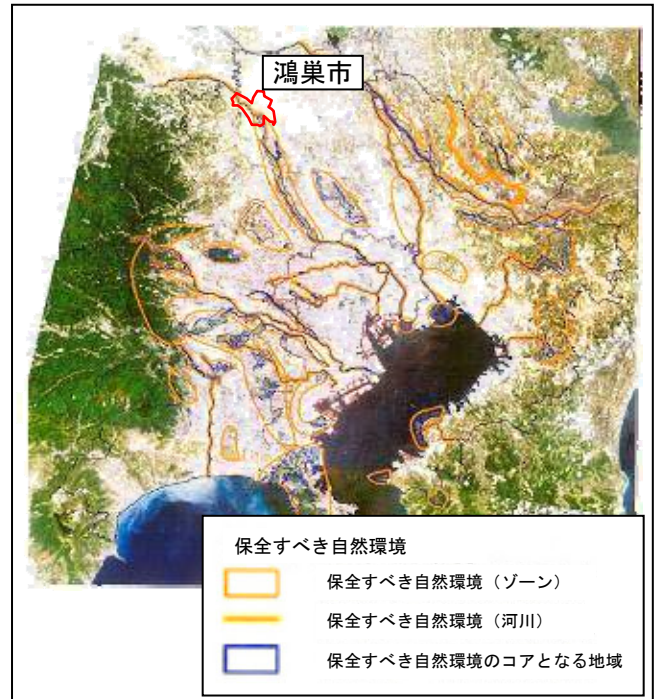 鴻巣市
保全すべき自然環境
保全すべき自然環境（ゾーン）
保全すべき自然環境（河川）
保全すべき自然環境のコアとなる地域